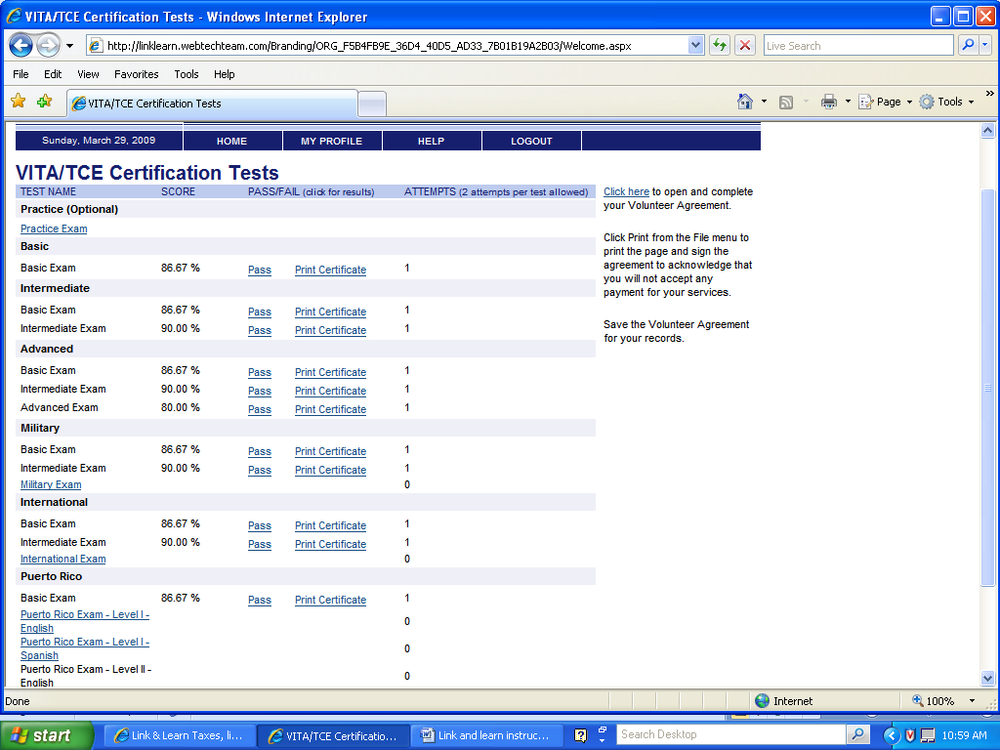 VITA/TCE Certification Tests - Windows Internet Explorer
http://linklearn.webtechteam.com/Branding/ORG_F5B4FB9E_36D4_40D5_AD33_7B01B19A2B03/Welcome.aspx
Live Search
File Edit View Favorites Tools Help
VITA/TCE Certification Tests
Page Tools »
Sunday, March 29, 2009 HOME MY PROFILE HELP LOGOUT
VITA/TCE Certification Tests
TEST NAME SCORE PASS/FAIL (click for results) ATTEMPTS (2 attempts per test allowed)
Practice (Optional)
Practice Exam
Basic
Basic Exam 86.67 % Pass Print Certificate 1
Intermediate
Basic Exam 86.67 % Pass Print Certificate 1
Intermediate Exam 90.00 % Pass Print Certificate 1
Advanced
Basic Exam 86.67 % Pass Print Certificate 1
Intermediate Exam 90.00 % Pass Print Certificate 1
Advanced Exam 80.00 % Pass Print Certificate 1
Military
Basic Exam 86.67 % Pass Print Certificate 1
Intermediate Exam 90.00 % Pass Print Certificate 1
Military Exam 0
International
Basic Exam 86.67 % Pass Print Certificate 1
Intermediate Exam 90.00 % Pass Print Certificate 1
International Exam 0
Puerto Rico
Basic Exam 86.67 % Pass Print Certificate 1
Puerto Rico Exam - Level I -
English 0
Puerto Rico Exam - Level I -
Spanish 0
Puerto Rico Exam - Level II -
English 0
Click here to open and complete
your Volunteer Agreement.
Click Print from the File menu to
print the page and sign the
agreement to acknowledge that
you will not accept any
payment for your services.
Save the Volunteer Agreement
for your records.
Done Internet 100%
start Link & Learn Taxes, li... VITA/TCE Certificatio... Link and learn instruc... Search Desktop 10:59 AM